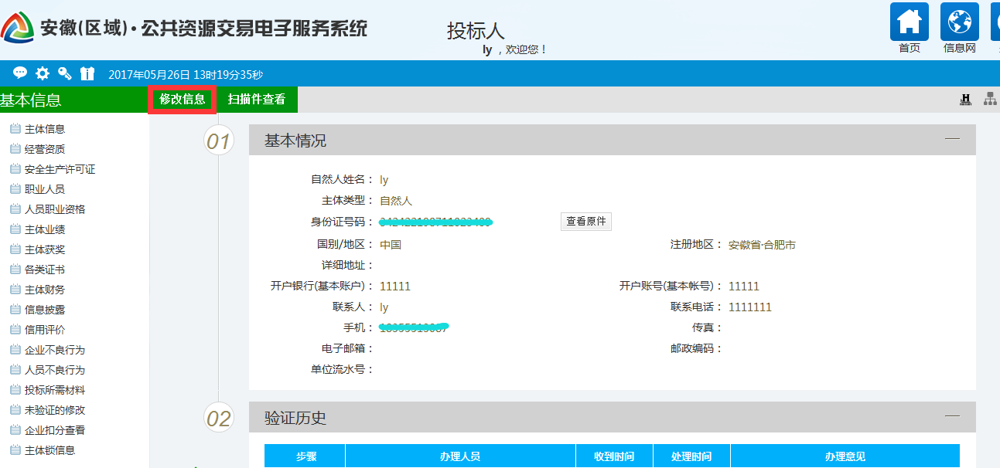 安徽(区域)·公共资源交易电子服务系统
投标人
ly ，欢迎您！
首页
信息网
2017年05月26日 13时19分35秒
基本信息
修改信息
扫描件查看
主体信息
经营资质
安全生产许可证
职业人员
人员职业资格
主体业绩
主体获奖
各类证书
主体财务
信息披露
信用评价
企业不良行为
人员不良行为
投标所需材料
未验证的修改
企业扣分查看
主体锁信息
01
基本情况
自然人姓名： ly
主体类型： 自然人
身份证号码：
查看原件
国别/地区： 中国
注册地区： 安徽省·合肥市
详细地址：
开户银行(基本账户)： 11111
开户账号(基本帐号)： 11111
联系人： ly
联系电话： 1111111
手机：
传真：
电子邮箱：
邮政编码：
单位流水号：
02
验证历史
步骤 办理人员 收到时间 处理时间 办理意见